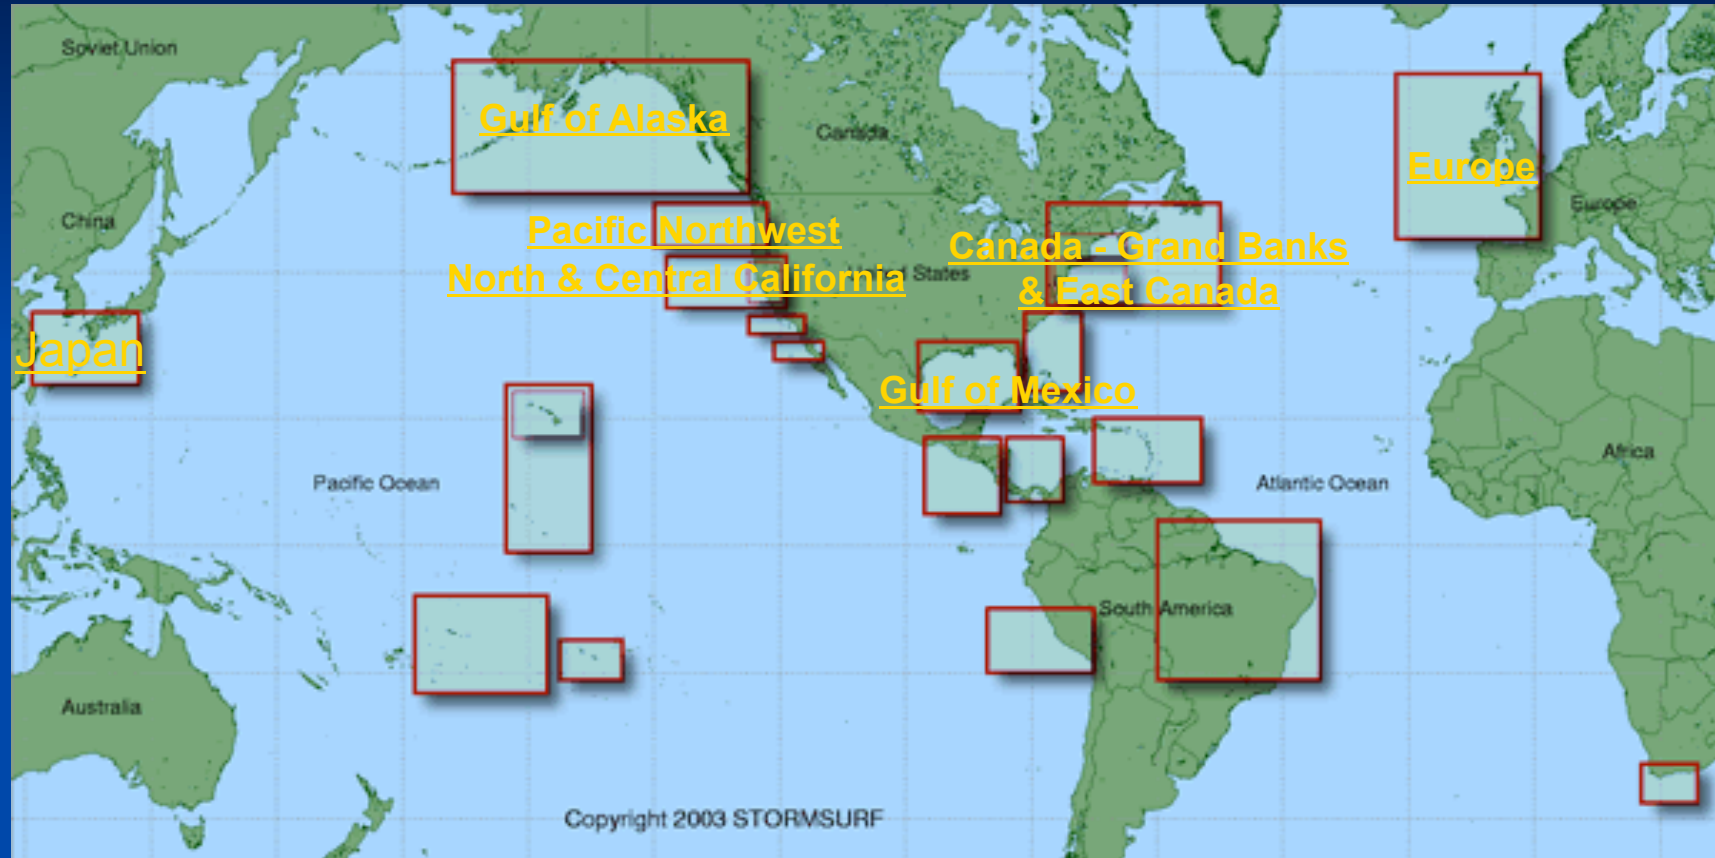 Soviet Union
Gulf of Alaska
Canada
Europe
Europe
China
Pacific Northwest
Canada - Grand Banks
North & Central California
d States
& East Canada
Japan
Gulf of Mexico
Africa
Pacific Ocean
Atlantic Ocean
South America
Australia
Copyright 2003 STORMSURF